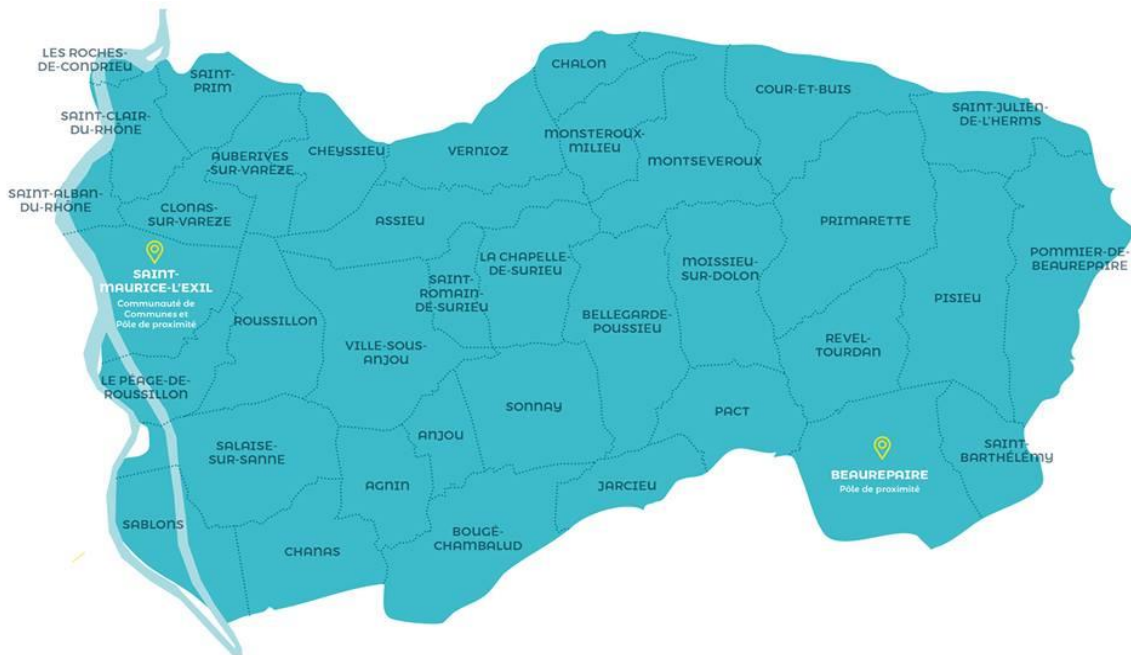 LES ROCHES-
DE-CONDRIEU
SAINT-
PRIM
CHALON
COUR-ET-BUIS
SAINT-JULIEN-
DE-L'HERMS
SAINT-CLAIR-
DU-RHÔNE
AUBERIVES
-SUR-VARÈZE
CHEYSSIEU
VERNIOZ
MONSTEROUX-
MILIEU
MONTSEVEROUX
SAINT-ALBAN-
DU-RHÔNE
CLONAS-
SUR-VAREZE
ASSIEU
PRIMARETTE
POMMIER-DE-
BEAUREPAIRE
SAINT-
MAURICE-L'EXIL
Communauté de
Communes et
Pôle de proximité
LA CHAPELLE-
DE-SURIEU
MOISSIEU-
SUR-DOLON
SAINT-
ROMAIN-
DE-SURIEU
PISIEU
ROUSSILLON
BELLEGARDE-
POUSSIEU
VILLE-SOUS-
ANJOU
REVEL-
TOURDAN
LE PÉAGE-DE-
ROUSSILLON
SONNAY
PACT
ANJOU
SALAISE-
SUR-SANNE
SAINT-
BARTHÉLÉMY
BEAUREPAIRE
Pôle de proximité
AGNIN
JARCIEU
SABLONS
BOUGÉ-
CHAMBALUD
CHANAS